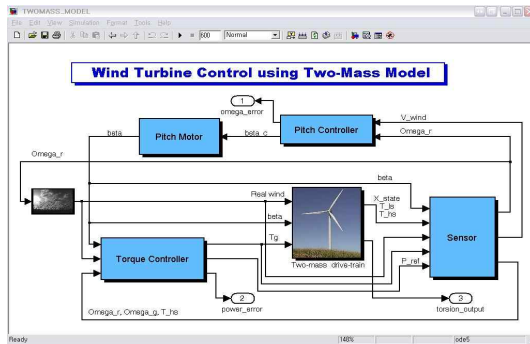 TWOMASS_MODEL
File Edit View Simulation Format Tools Help
600
Normal
Wind Turbine Control using Two-Mass Model
1
omega_error
V_wind
beta
Pitch Motor
beta_c
Pitch Controller
Omega_r
Omega_r
beta
Real wind
X_state
T_ls
T_hs
beta
Sensor
Tg
Torque Controller
Two-mass drive-train
P_ref
2
power_error
3
torsion_output
Omega_r, Omega_g, T_hs
Ready
148%
ode5